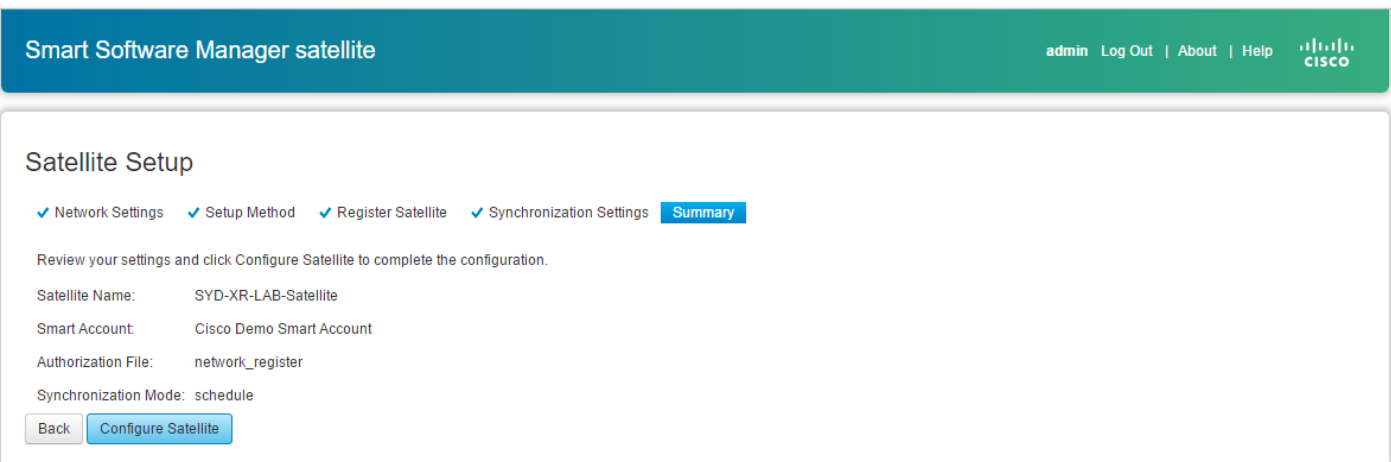 Smart Software Manager satellite
admin Log Out | About | Help
CISCO
Satellite Setup
Network Settings Setup Method Register Satellite Synchronization Settings Summary
Review your settings and click Configure Satellite to complete the configuration.
Satellite Name: SYD-XR-LAB-Satellite
Smart Account: Cisco Demo Smart Account
Authorization File: network_register
Synchronization Mode: schedule
Back Configure Satellite